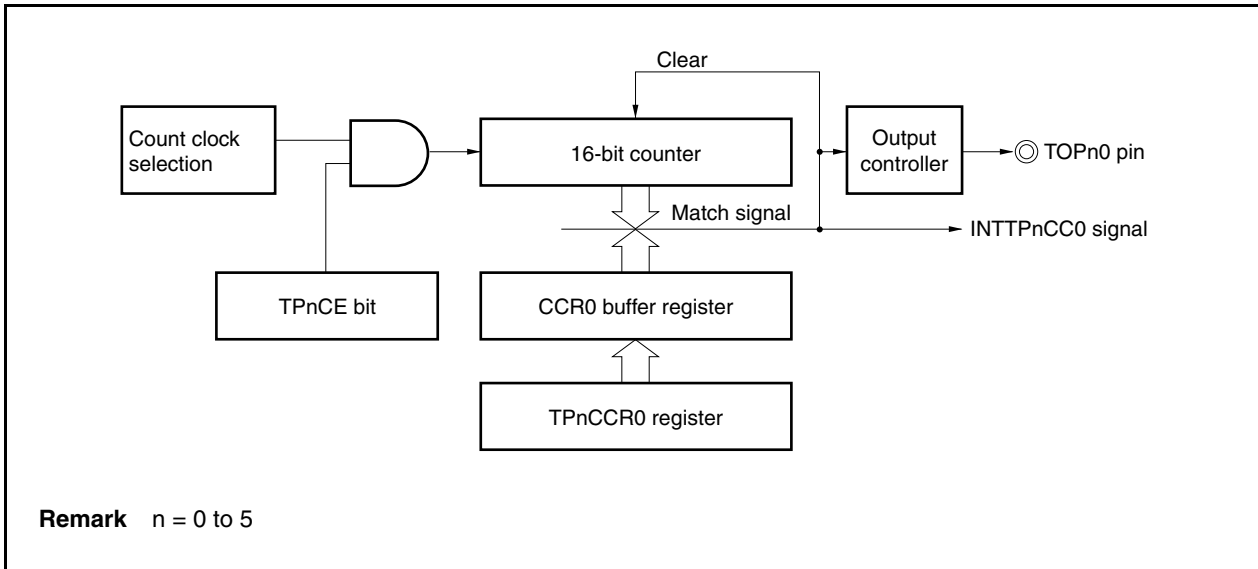 Clear
Count clock
selection
16-bit counter
Output
controller
TOPn0 pin
Match signal
INTTPnCC0 signal
TPnCE bit
CCR0 buffer register
TPnCCR0 register
Remark n = 0 to 5